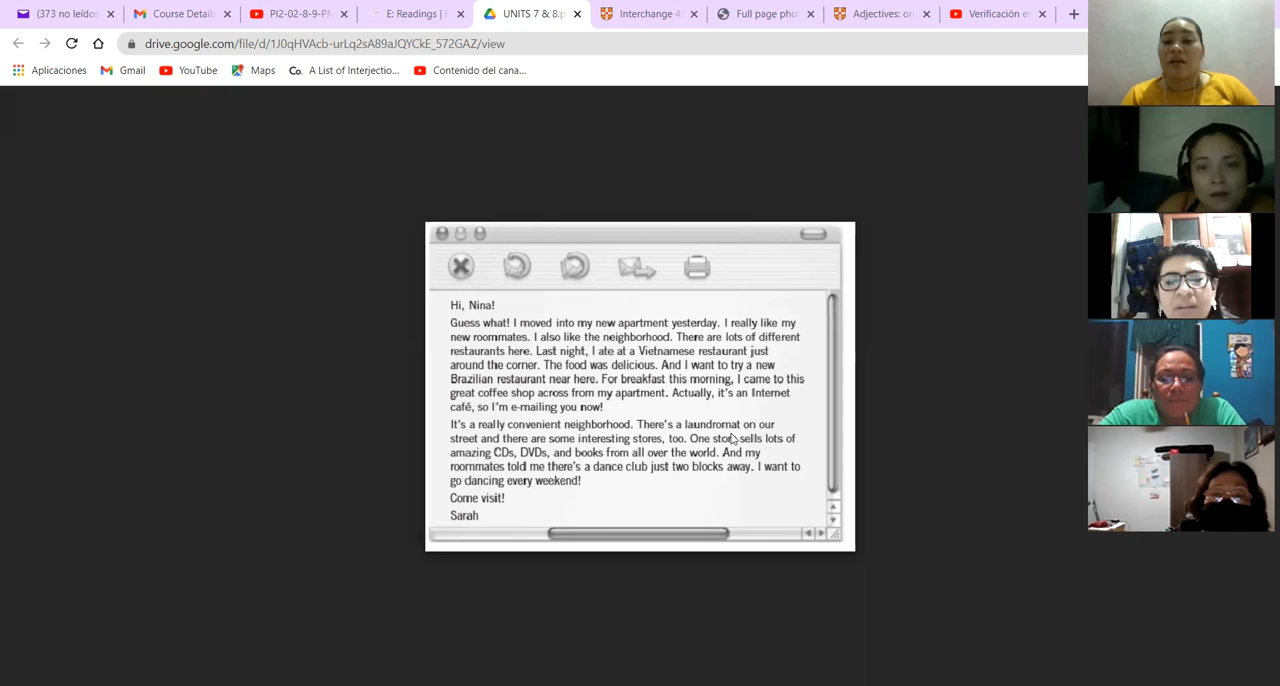 (373 no leídos)
Course Details
PI2-02-8-9-PM
E: Readings | F
UNITS 7 & 8.p
Interchange 4
Full page phot
Adjectives: or
Verificación en
drive.google.com/file/d/1J0qHVAcb-urLq2sA89aJQYCkE_572GAZ/view
Aplicaciones
Gmail
YouTube
Maps
Co. A List of Interjectio...
Contenido del cana...
Hi, Nina!
Guess what! I moved into my new apartment yesterday. I really like my
new roommates. I also like the neighborhood. There are lots of different
restaurants here. Last night, I ate at a Vietnamese restaurant just
around the corner. The food was delicious. And I want to try a new
Brazilian restaurant near here. For breakfast this morning, I came to this
great coffee shop across from my apartment. Actually, it's an Internet
café, so I'm e-mailing you now!
It's a really convenient neighborhood. There's a laundromat on our
street and there are some interesting stores, too. One store sells lots of
amazing CDs, DVDs, and books from all over the world. And my
roommates told me there's a dance club just two blocks away. I want to
go dancing every weekend!
Come visit!
Sarah